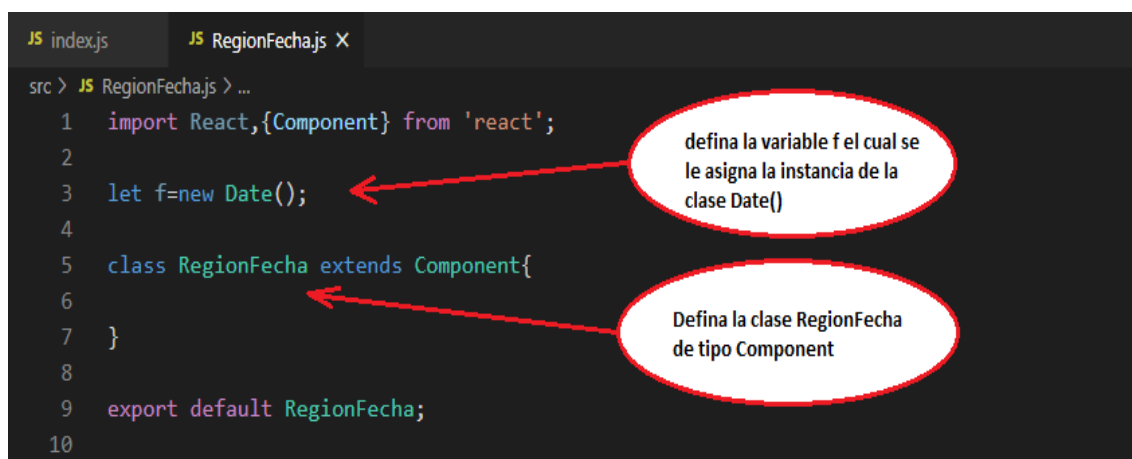 JS index.js JS RegionFecha.js X
src > JS RegionFecha.js > ...
1 import React,{Component} from 'react';
2
3 let f=new Date();
4
5 class RegionFecha extends Component{
6
7 }
8
9 export default RegionFecha;
10
defina la variable f el cual se
le asigna la instancia de la
clase Date()
Defina la clase RegionFecha
de tipo Component